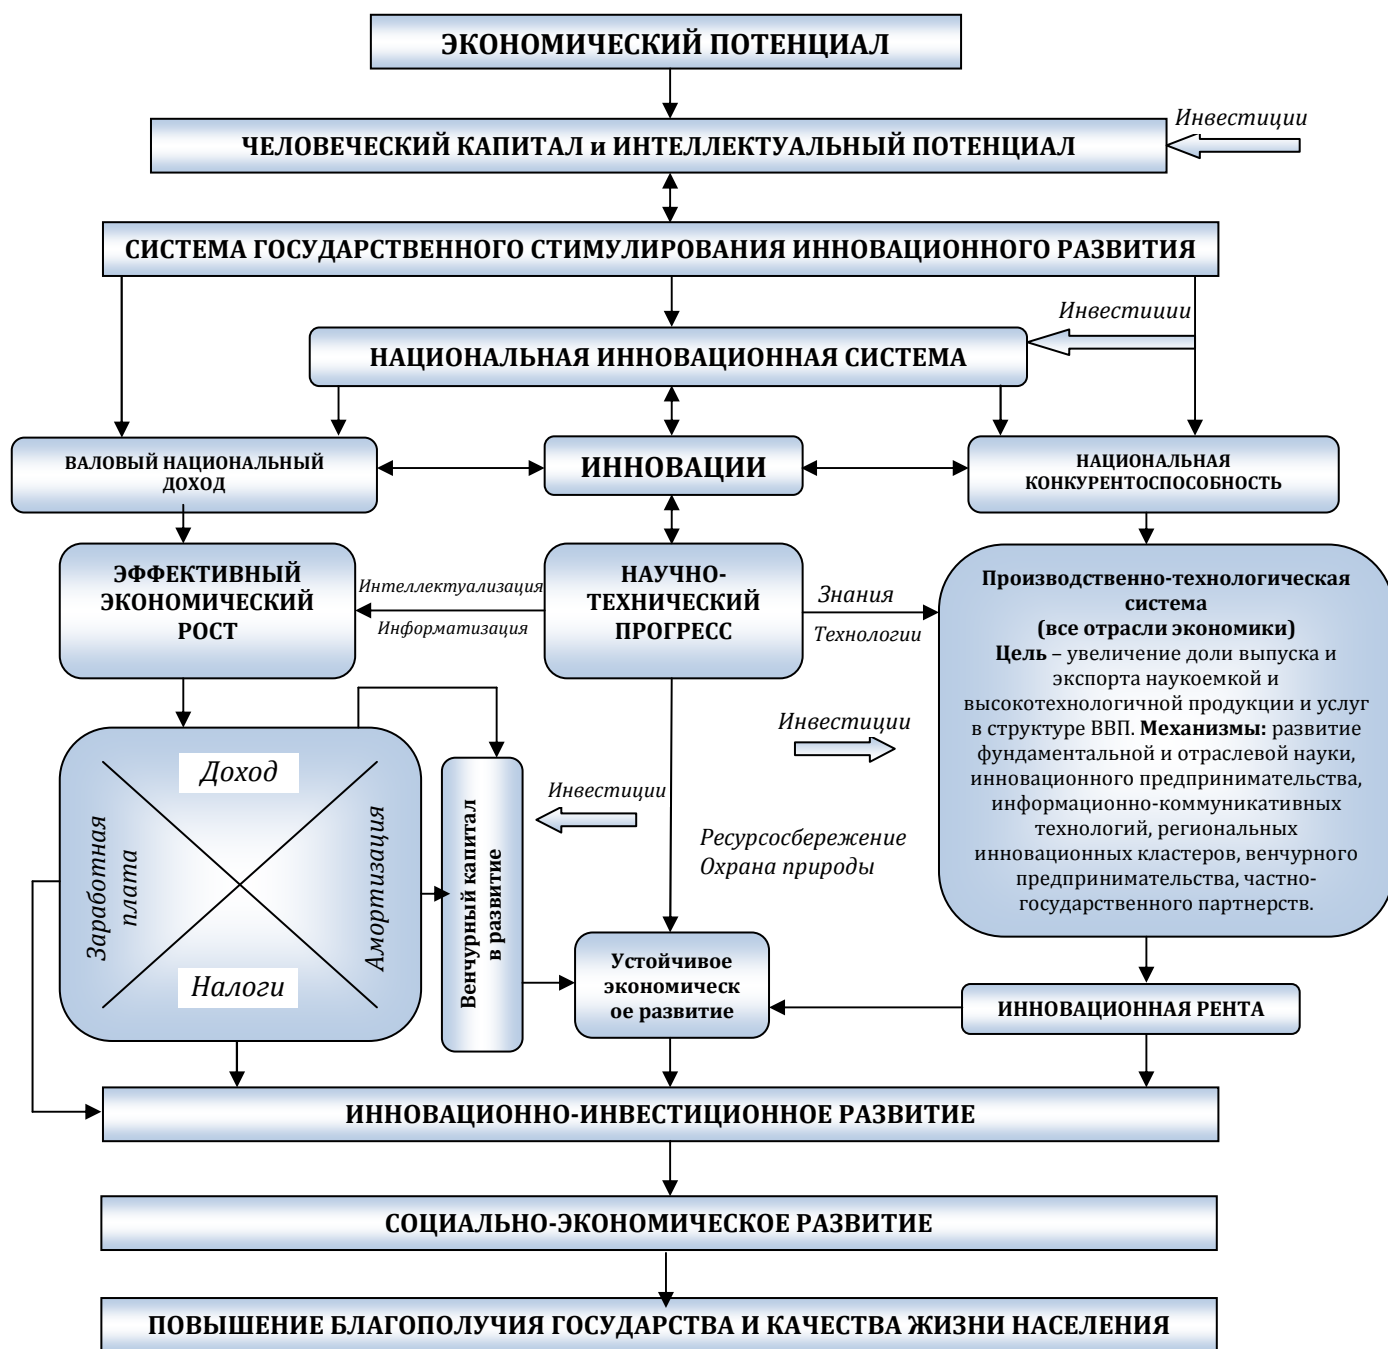 ЭКОНОМИЧЕСКИЙ ПОТЕНЦИАЛ
Инвестиции
ЧЕЛОВЕЧЕСКИЙ КАПИТАЛ и ИНТЕЛЛЕКТУАЛЬНЫЙ ПОТЕНЦИАЛ
СИСТЕМА ГОСУДАРСТВЕННОГО СТИМУЛИРОВАНИЯ ИННОВАЦИОННОГО РАЗВИТИЯ
Инвестиции
НАЦИОНАЛЬНАЯ ИННОВАЦИОННАЯ СИСТЕМА
ВАЛОВЫЙ НАЦИОНАЛЬНЫЙ
ДОХОД
ИННОВАЦИИ
НАЦИОНАЛЬНАЯ
КОНКУРЕНТОСПОСОБНОСТЬ
ЭФФЕКТИВНЫЙ
ЭКОНОМИЧЕСКИЙ
РОСТ
Интеллектуализация
Информатизация
НАУЧНО-
ТЕХНИЧЕСКИЙ
ПРОГРЕСС
Знания
Технологии
Производственно-технологическая
система
(все отрасли экономики)
Цель – увеличение доли выпуска и
экспорта наукоемкой и
высокотехнологичной продукции и услуг
в структуре ВВП. Механизмы: развитие
фундаментальной и отраслевой науки,
инновационного предпринимательства,
информационно-коммуникативных
технологий, региональных
инновационных кластеров, венчурного
предпринимательства, частно-
государственного партнерств.
Инвестиции
Доход
Заработная
плата
Амортизация
Налоги
Венчурный капитал
в развитие
Инвестиции
Ресурсосбережение
Охрана природы
Устойчивое
экономическ
ое развитие
ИННОВАЦИОННАЯ РЕНТА
ИННОВАЦИОННО-ИНВЕСТИЦИОННОЕ РАЗВИТИЕ
СОЦИАЛЬНО-ЭКОНОМИЧЕСКОЕ РАЗВИТИЕ
ПОВЫШЕНИЕ БЛАГОПОЛУЧИЯ ГОСУДАРСТВА И КАЧЕСТВА ЖИЗНИ НАСЕЛЕНИЯ